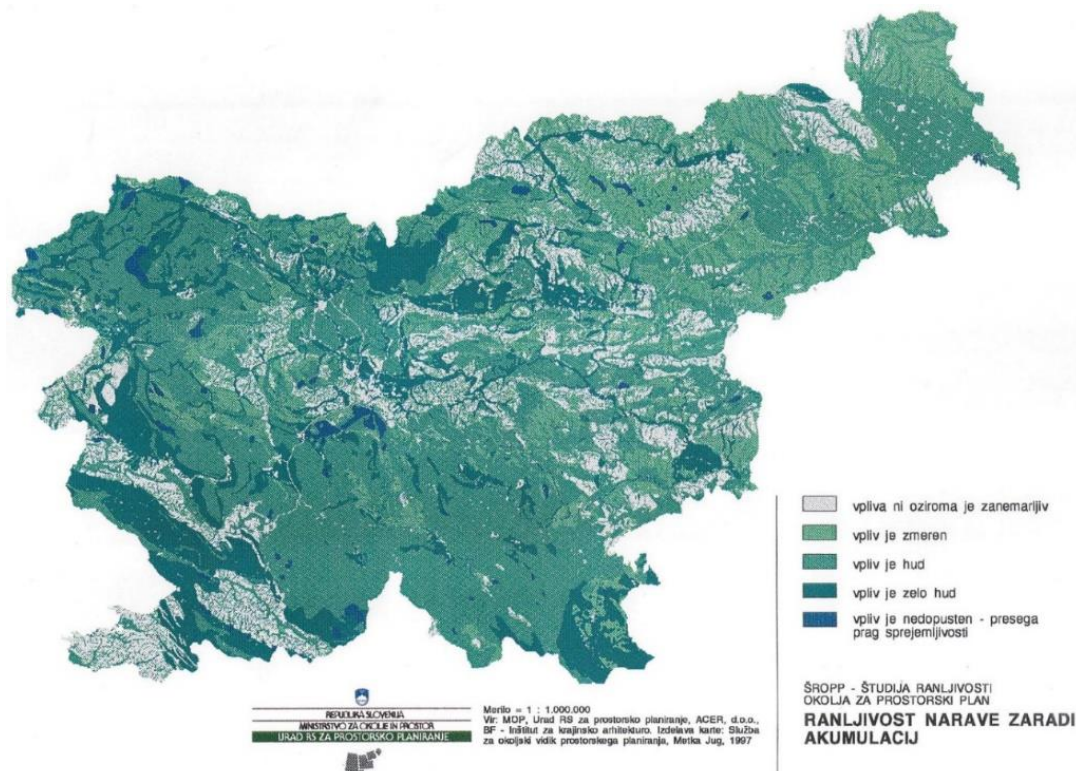 vpliva ni oziroma je zanemarljiv
vpliv je zmeren
vpliv je hud
vpliv je zelo hud
vpliv je nedopusten - presega
prag sprejemljivosti
REPUBLIKA SLOVENIJA
MINISTRSTVO ZA OKOLJE IN PROSTOR
URAD RS ZA PROSTORSKO PLANIRANJE
Merilo = 1 : 1.000.000
Vir: MOP, Urad RS za prostorsko planiranje, ACER, d.o.o.,
BF - Inštitut za krajinsko arhitekturo. Izdelava karte: Služba
za okoljski vidik prostorskega planiranja, Metka Jug, 1997
ŠROPP - ŠTUDIJA RANLJIVOSTI
OKOLJA ZA PROSTORSKI PLAN
RANLJIVOST NARAVE ZARADI
AKUMULACIJ